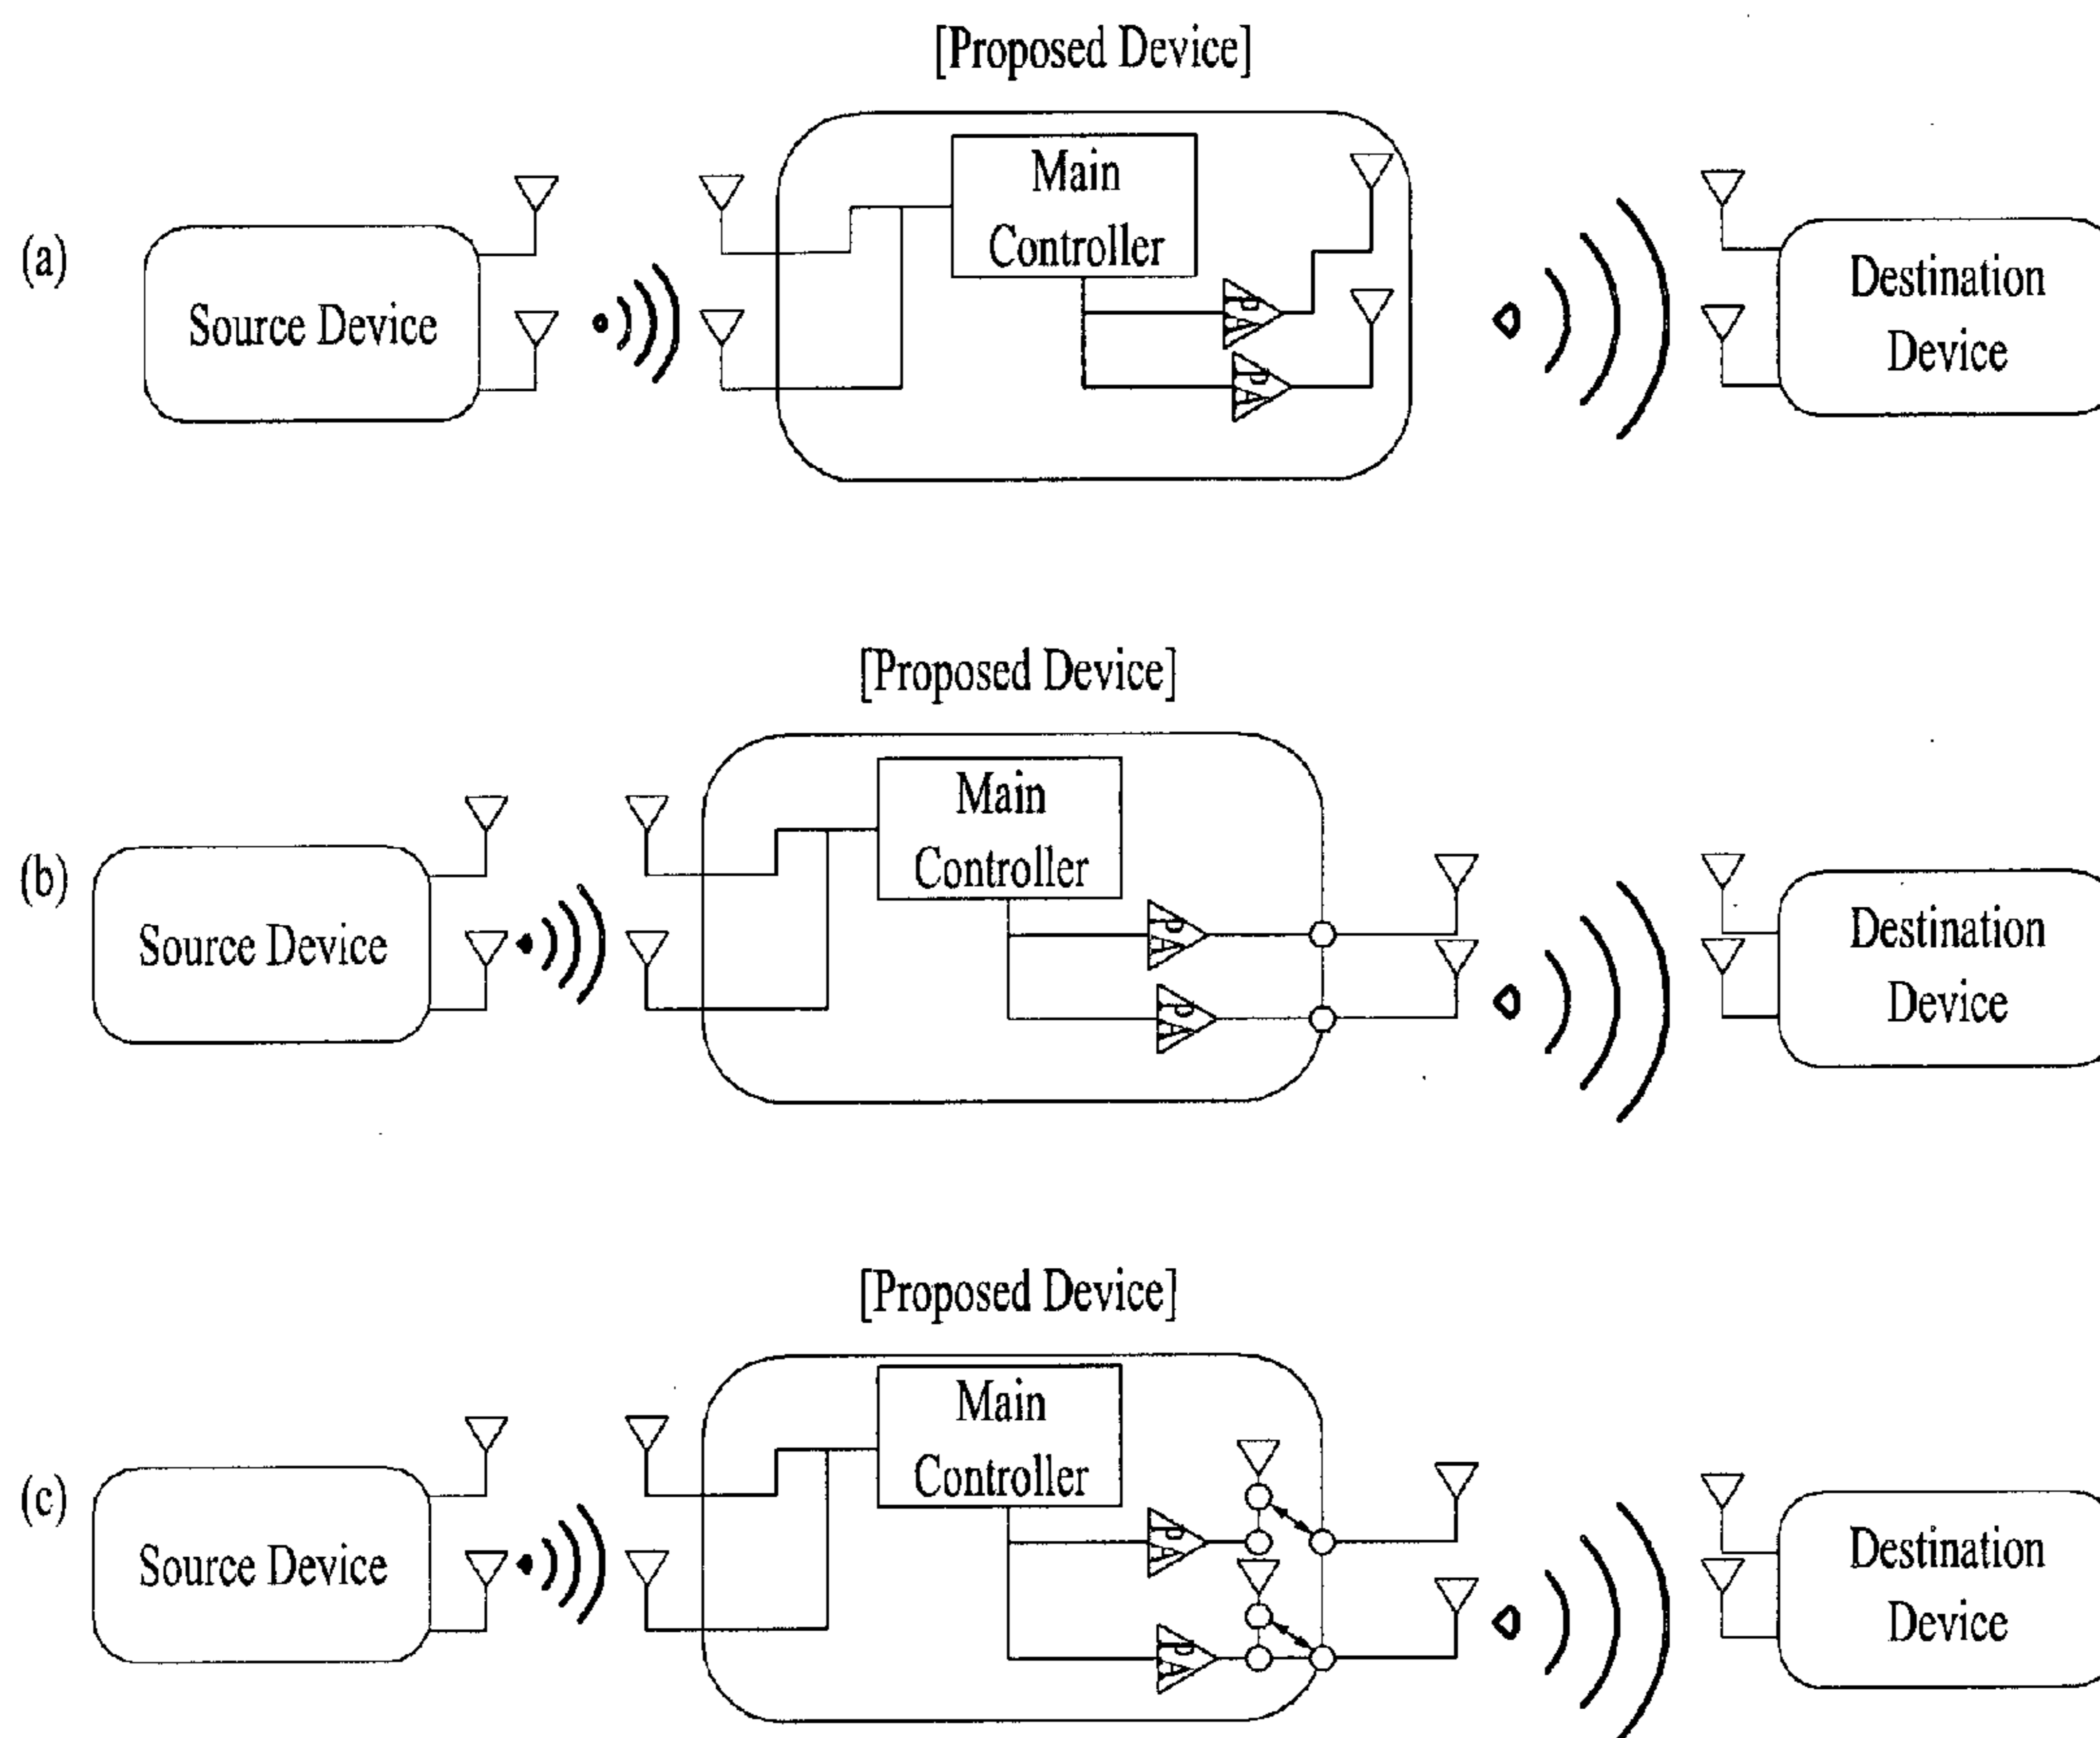 [Proposed Device]
(a)
Source Device
Main
Controller
PA
PA
Destination
Device
[Proposed Device]
(b)
Source Device
Main
Controller
PA
PA
Destination
Device
[Proposed Device]
(c)
Source Device
Main
Controller
PA
PA
Destination
Device